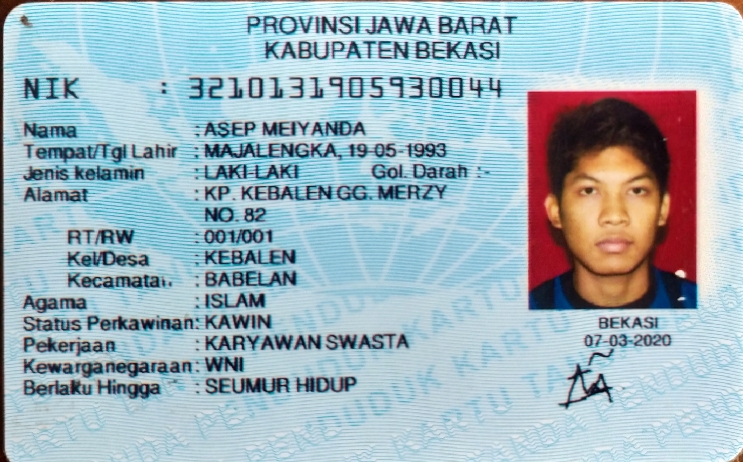 PROVINSI JAWA BARAT
KABUPATEN BEKASI
NIK : 3210131905930044
Nama : ASEP MEIYANDA
Tempat/Tgl Lahir : MAJALENGKA, 19-05-1993
Jenis kelamin : LAKI-LAKI Gol. Darah :-
Alamat : KP. KEBALEN GG. MERZY
NO. 82
RT/RW : 001/001
Kel/Desa : KEBALEN
Kecamatan : BABELAN
Agama : ISLAM
Status Perkawinan: KAWIN
Pekerjaan : KARYAWAN SWASTA
Kewarganegaraan: WNI
Berlaku Hingga : SEUMUR HIDUP
BEKASI
07-03-2020